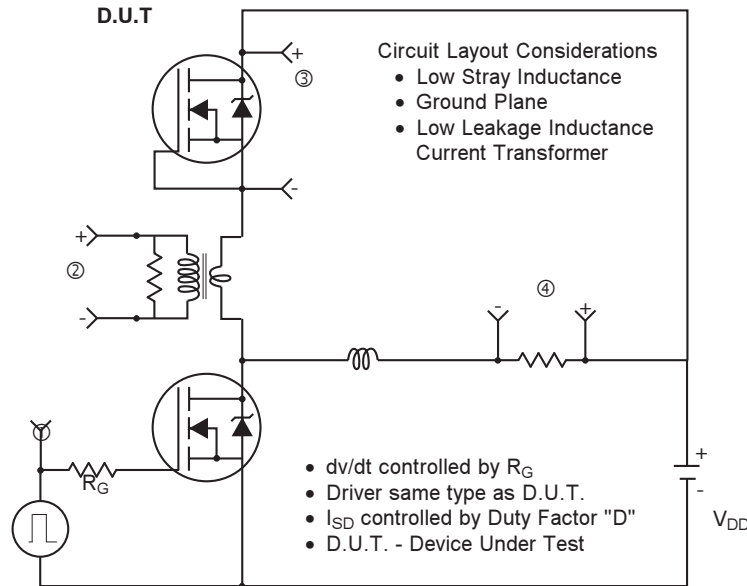 D.U.T
+
③
-
Circuit Layout Considerations
• Low Stray Inductance
• Ground Plane
• Low Leakage Inductance
Current Transformer
+
②
-
④
- +
①
RG
• dv/dt controlled by RG
• Driver same type as D.U.T.
• ISD controlled by Duty Factor "D"
• D.U.T. - Device Under Test
+
-
VDD